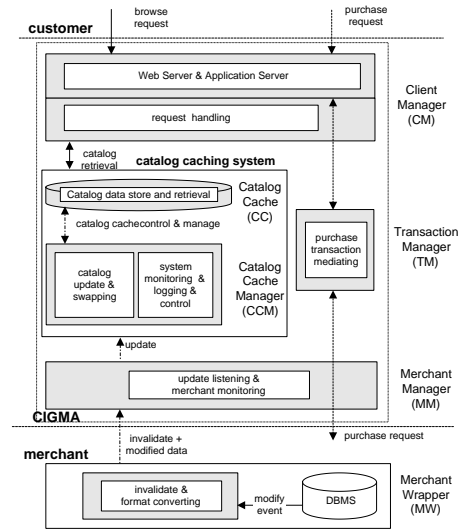 browse
request
purchase
request
customer
Web Server & Application Server
request handling
Client
Manager
(CM)
catalog
retrieval
catalog caching system
Catalog data store and retrieval
Catalog
Cache
(CC)
catalog cachecontrol & manage
catalog
update &
swapping
system
monitoring &
logging &
control
Catalog
Cache
Manager
(CCM)
purchase
transaction
mediating
Transaction
Manager
(TM)
update
update listening &
merchant monitoring
Merchant
Manager
(MM)
CIGMA
invalidate +
modified data
purchase request
merchant
invalidate &
format converting
modify
event
DBMS
Merchant
Wrapper
(MW)